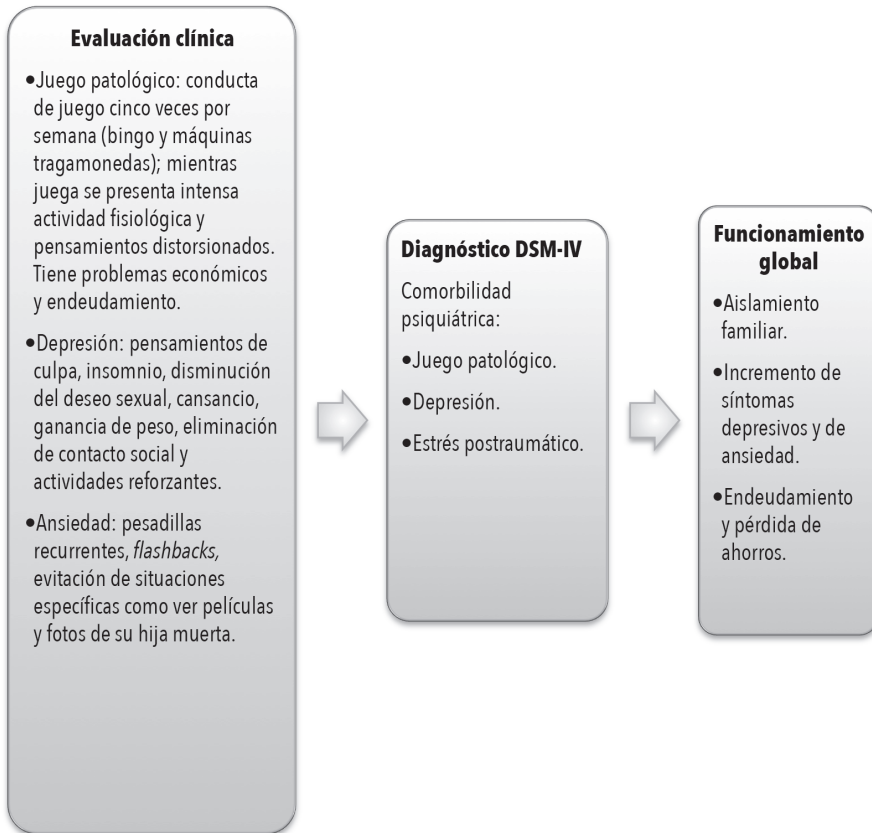 Evaluación clínica
•Juego patológico: conducta
de juego cinco veces por
semana (bingo y máquinas
tragamonedas); mientras
juega se presenta intensa
actividad fisiológica y
pensamientos distorsionados.
Tiene problemas económicos
y endeudamiento.
•Depresión: pensamientos de
culpa, insomnio, disminución
del deseo sexual, cansancio,
ganancia de peso, eliminación
de contacto social y
actividades reforzantes.
•Ansiedad: pesadillas
recurrentes, flashbacks,
evitación de situaciones
específicas como ver películas
y fotos de su hija muerta.
Diagnóstico DSM-IV
Comorbilidad
psiquiátrica:
•Juego patológico.
•Depresión.
•Estrés postraumático.
Funcionamiento
global
•Aislamiento
familiar.
•Incremento de
síntomas
depresivos y de
ansiedad.
•Endeudamiento
y pérdida de
ahorros.